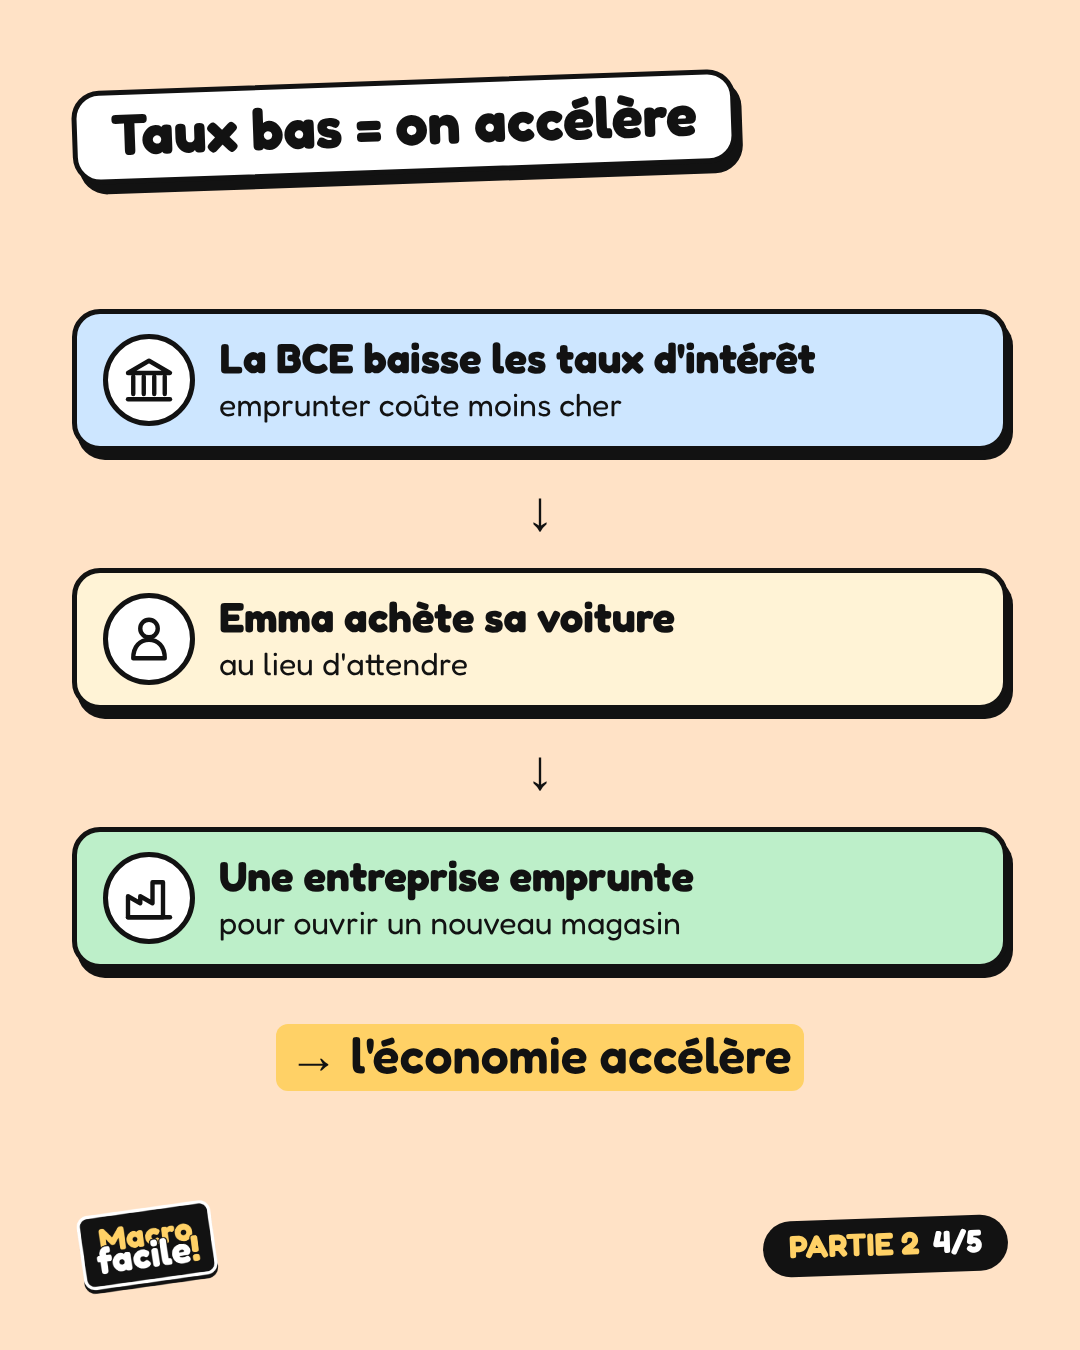 Taux bas = on accélère
La BCE baisse les taux d'intérêt
emprunter coûte moins cher
↓
Emma achète sa voiture
au lieu d'attendre
↓
Une entreprise emprunte
pour ouvrir un nouveau magasin
→ l'économie accélère
Macro
facile!
PARTIE 2 4/5